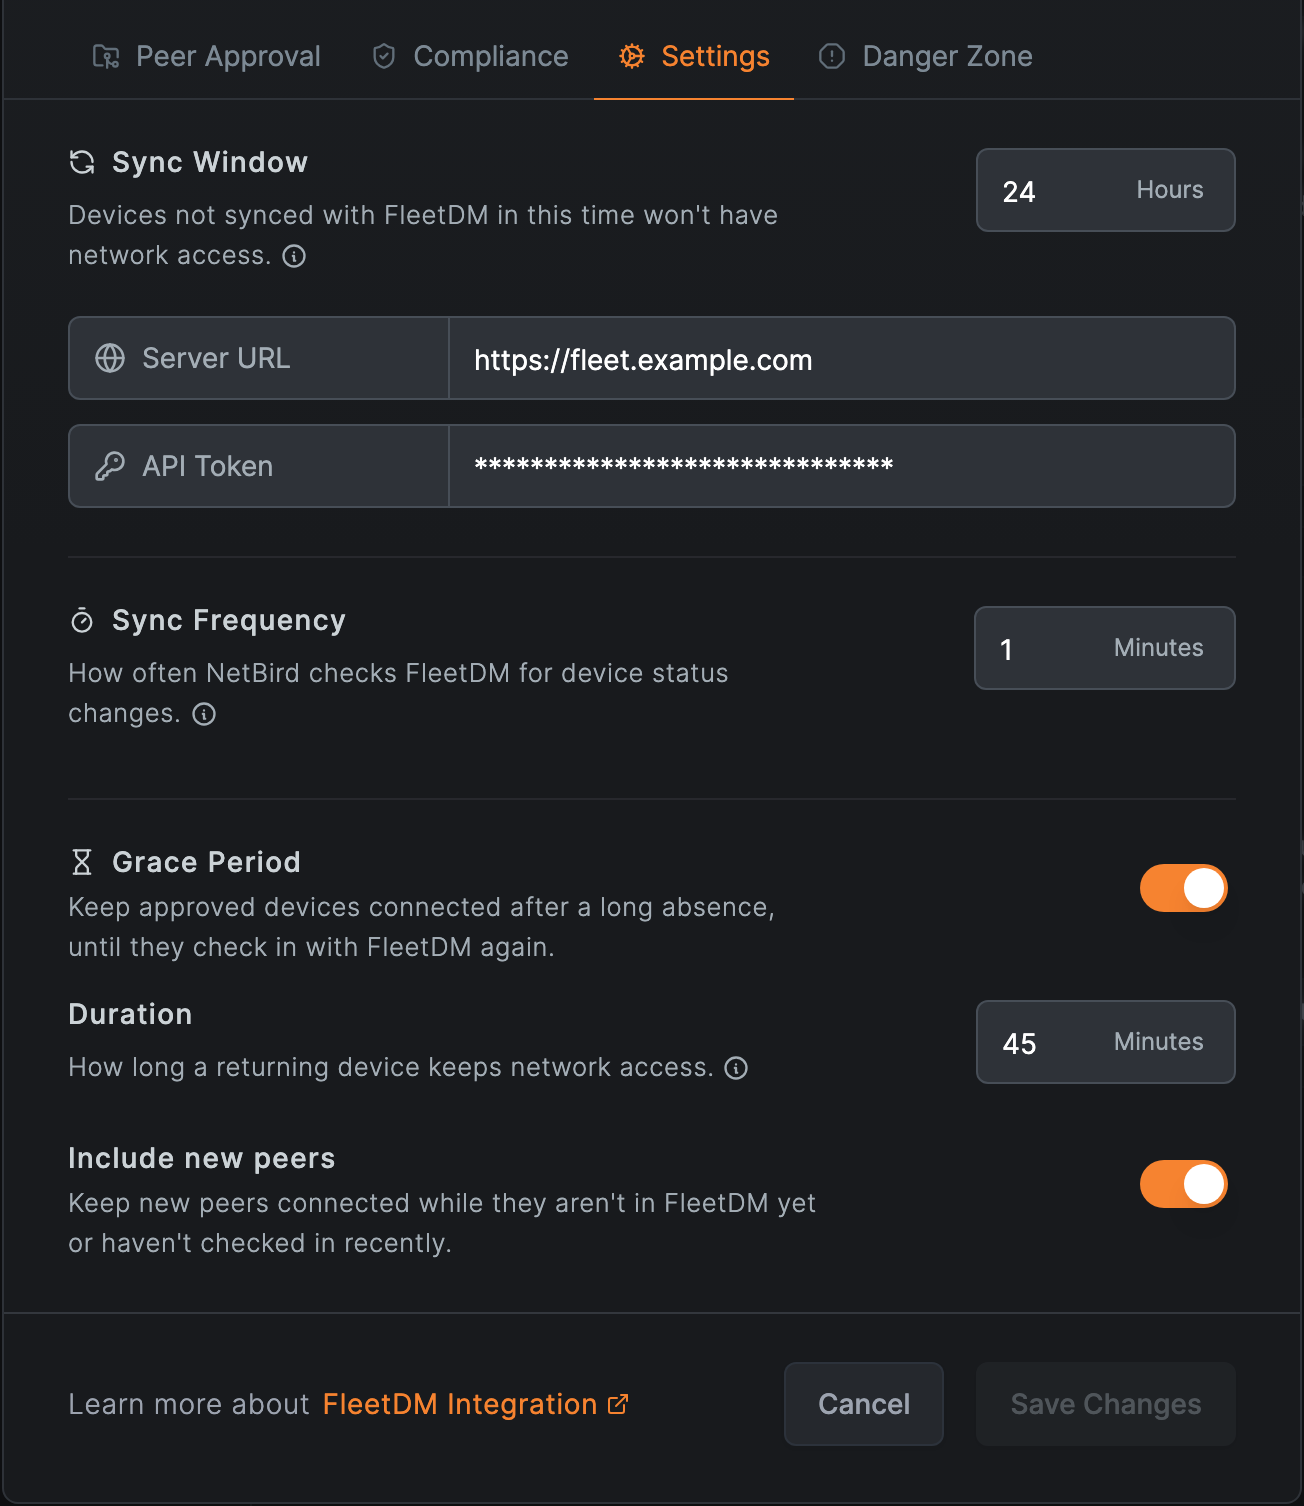 Peer Approval Compliance Settings Danger Zone
Sync Window
Devices not synced with FleetDM in this time won't have
network access.
24 Hours
Server URL https://fleet.example.com
API Token ******************************
Sync Frequency
How often NetBird checks FleetDM for device status
changes.
1 Minutes
Grace Period
Keep approved devices connected after a long absence,
until they check in with FleetDM again.
Duration
How long a returning device keeps network access.
45 Minutes
Include new peers
Keep new peers connected while they aren't in FleetDM yet
or haven't checked in recently.
Learn more about FleetDM Integration
Cancel Save Changes